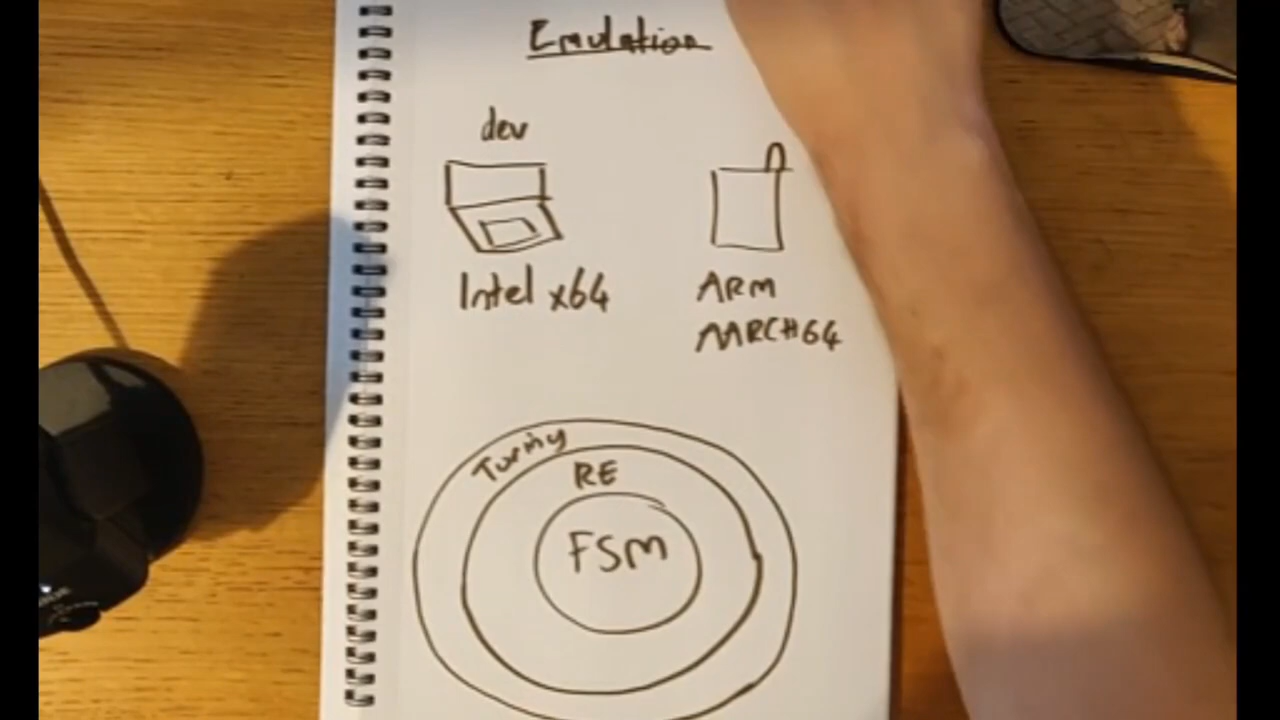 Emulation
dev
Intel x64
ARM
AARCH64
Turing
RE
FSM